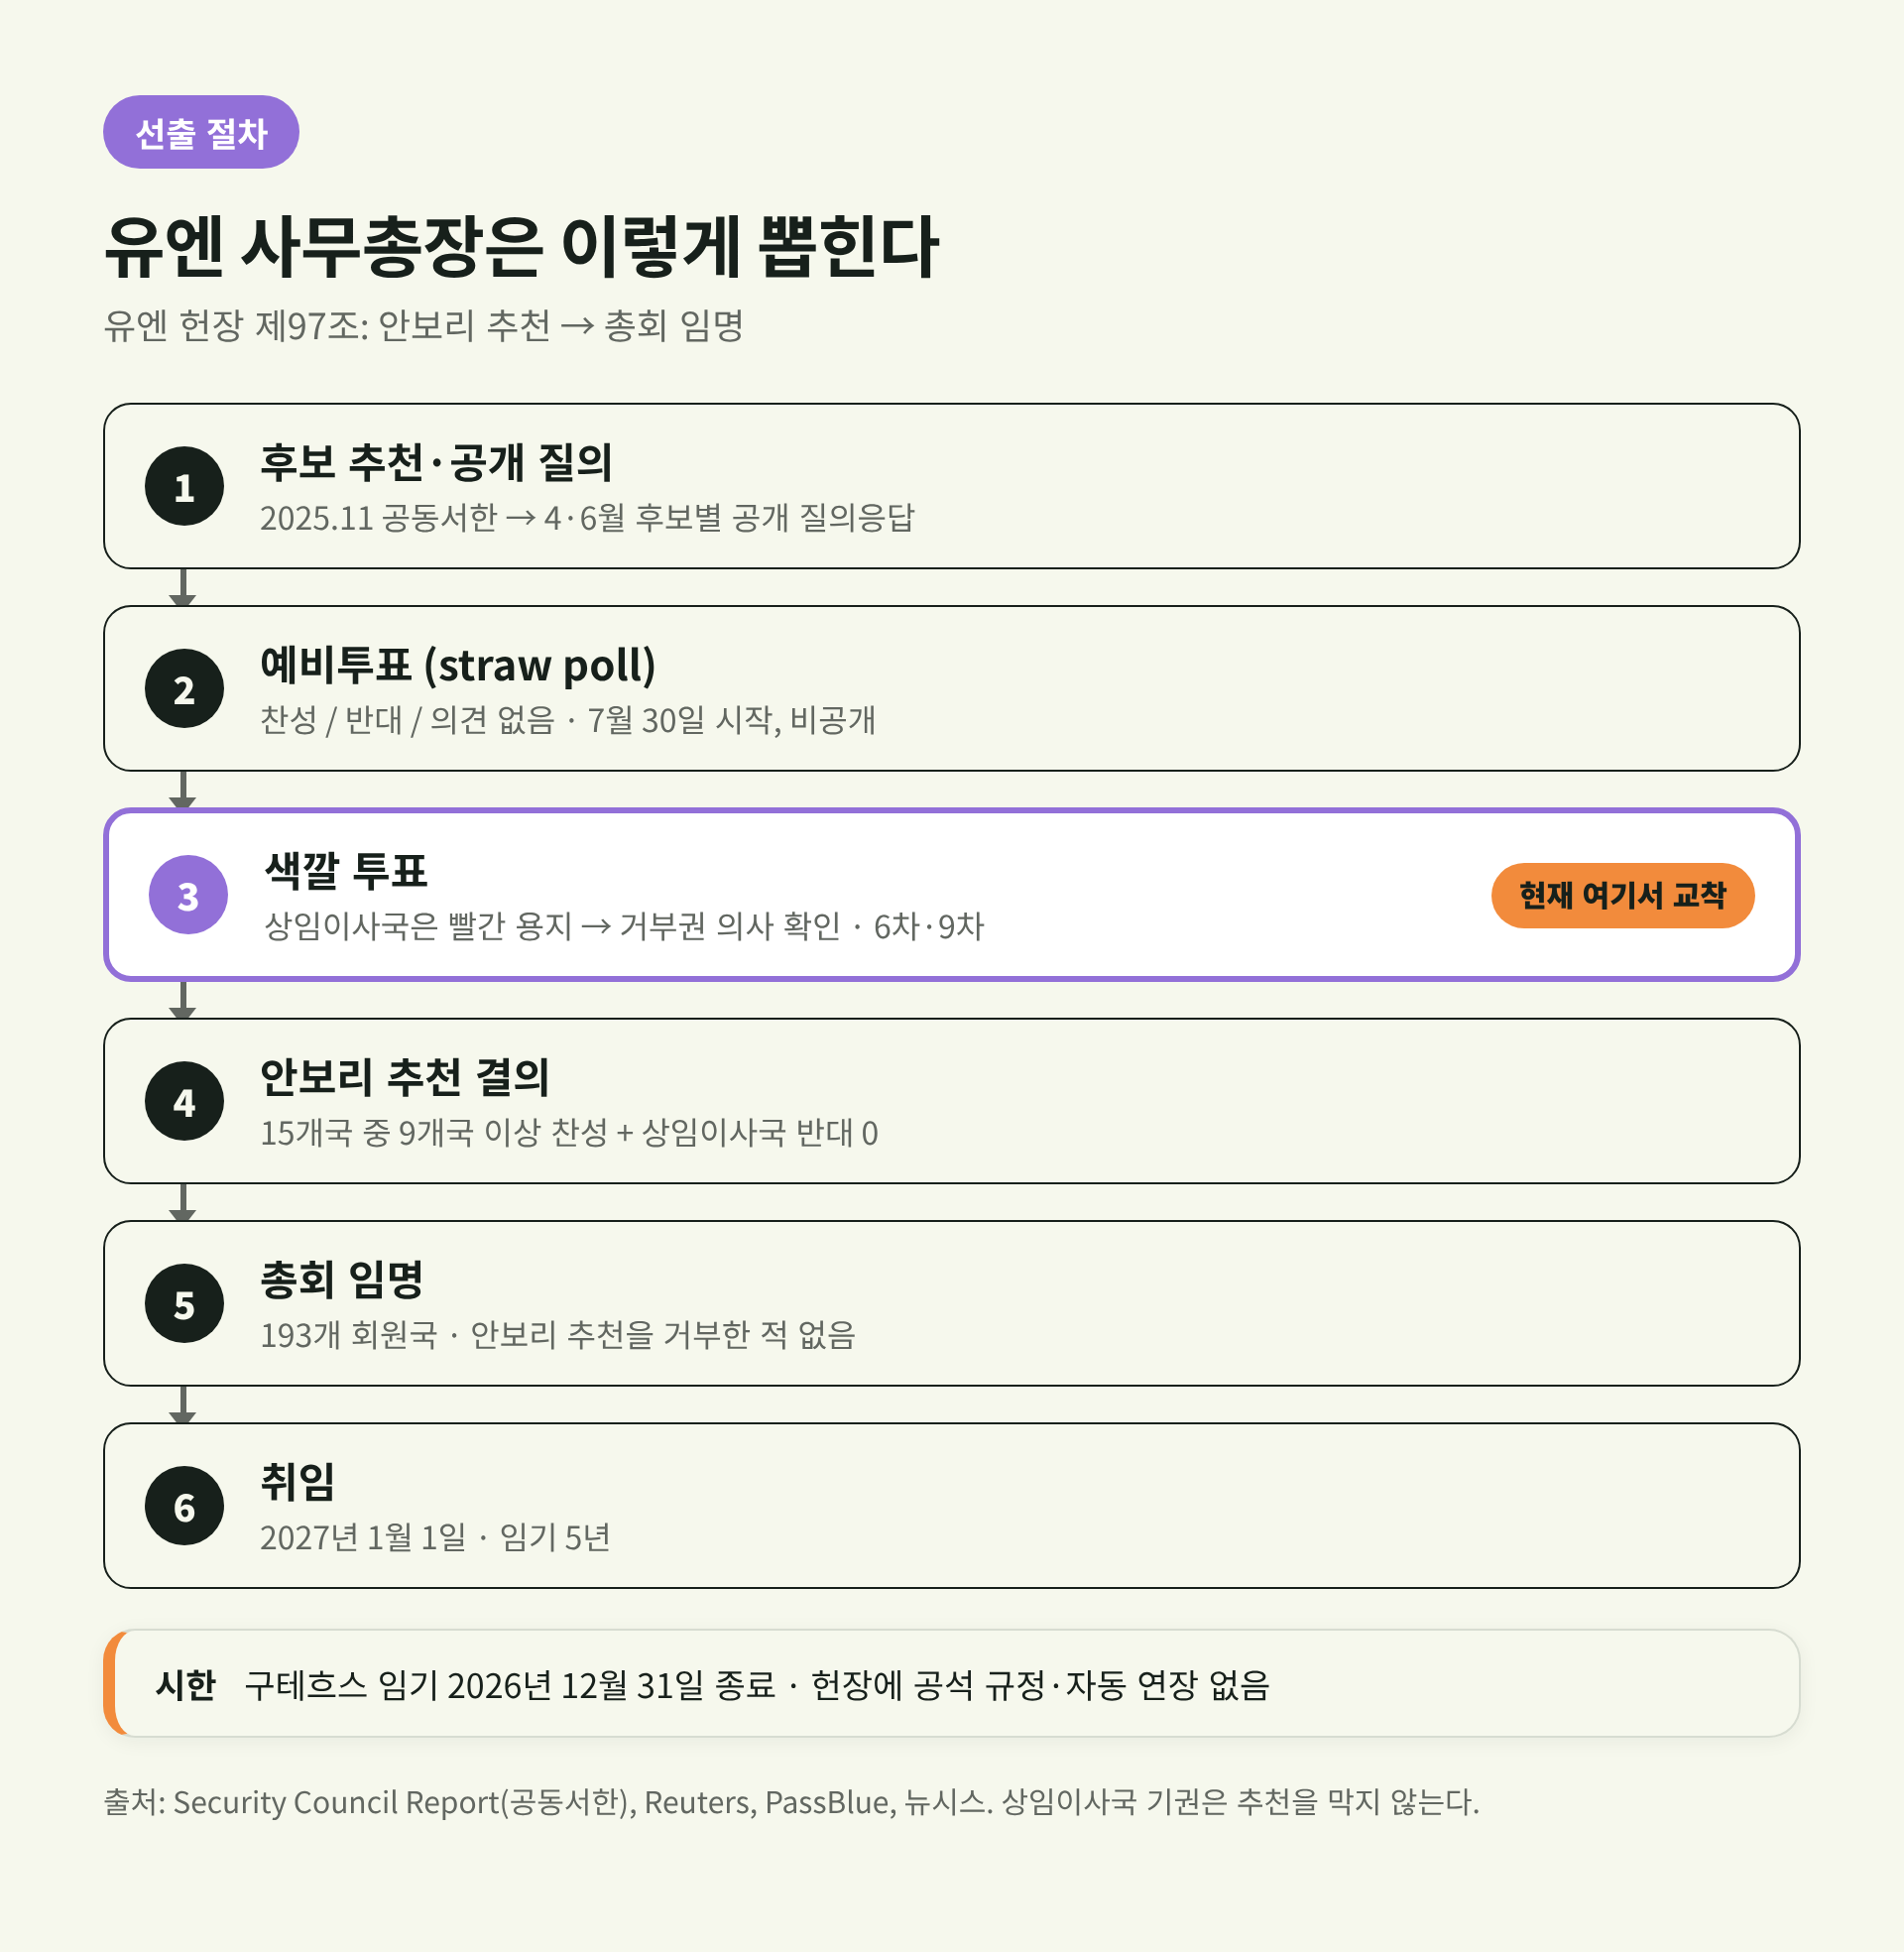 선출 절차
유엔 사무총장은 이렇게 뽑힌다
유엔 헌장 제97조: 안보리 추천 → 총회 임명
1
후보 추천·공개 질의
2025.11 공동서한 → 4·6월 후보별 공개 질의응답
2
예비투표 (straw poll)
찬성 / 반대 / 의견 없음 · 7월 30일 시작, 비공개
3
색깔 투표
상임이사국은 빨간 용지 → 거부권 의사 확인 · 6차·9차
현재 여기서 교착
4
안보리 추천 결의
15개국 중 9개국 이상 찬성 + 상임이사국 반대 0
5
총회 임명
193개 회원국 · 안보리 추천을 거부한 적 없음
6
취임
2027년 1월 1일 · 임기 5년
시한 구테흐스 임기 2026년 12월 31일 종료 · 헌장에 공석 규정·자동 연장 없음
출처: Security Council Report(공동서한), Reuters, PassBlue, 뉴시스. 상임이사국 기권은 추천을 막지 않는다.